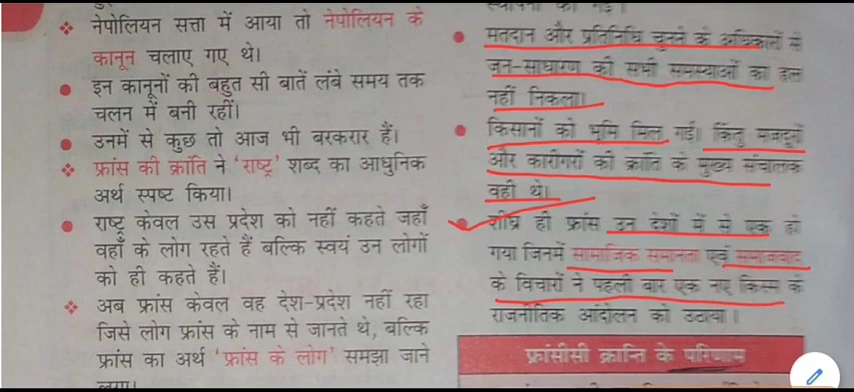 ❖ नेपोलियन सत्ता में आया तो नेपोलियन के
कानून चलाए गए थे।
● इन कानूनों की बहुत सी बातें लंबे समय तक
चलन में बनी रहीं।
● उनमें से कुछ तो आज भी बरकरार हैं।
❖ फ्रांस की क्रांति ने 'राष्ट्र' शब्द का आधुनिक
अर्थ स्पष्ट किया।
● राष्ट्र केवल उस प्रदेश को नहीं कहते जहाँ
वहाँ के लोग रहते हैं बल्कि स्वयं उन लोगों
को ही कहते हैं।
❖ अब फ्रांस केवल वह देश-प्रदेश नहीं रहा
जिसे लोग फ्रांस के नाम से जानते थे, बल्कि
फ्रांस का अर्थ 'फ्रांस के लोग' समझा जाने
लगा।
● मतदान और प्रतिनिधि चुनने के अधिकारों से
जन-साधारण की सभी समस्याओं का हल
नहीं निकला।
● किसानों को भूमि मिल गई। किंतु मजदूरों
और कारीगरों की क्रांति के मुख्य संचालक
वही थे।
● शीघ्र ही फ्रांस उन देशों में से एक हो
गया जिनमें सामाजिक समानता एवं समाजवाद
के विचारों ने पहली बार एक नए किस्म के
राजनीतिक आंदोलन को उठाया।
फ्रांसीसी क्रान्ति के परिणाम